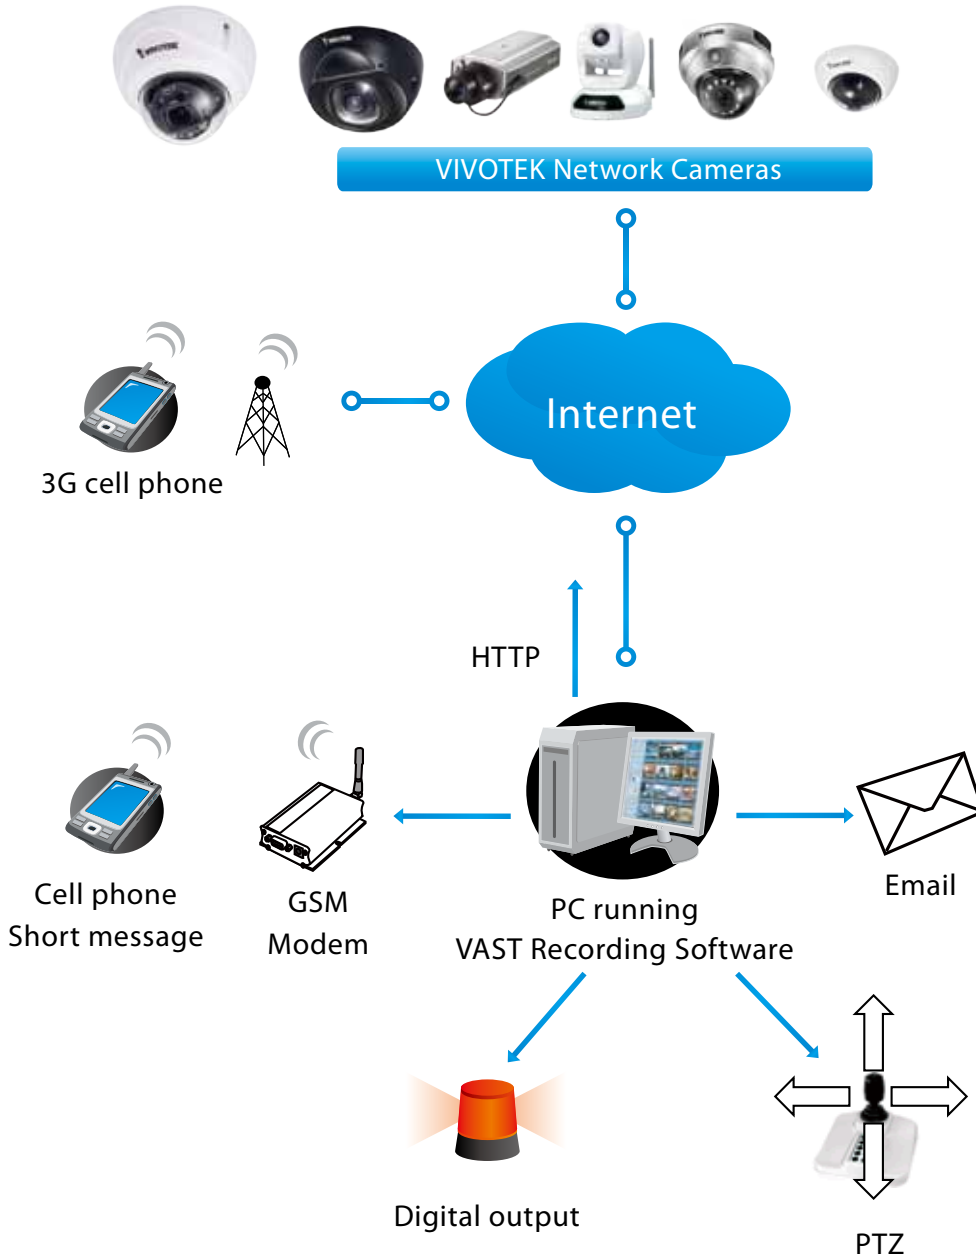 VIVOTEK
VIVOTEK Network Cameras
Internet
3G cell phone
HTTP
Cell phone
Short message
GSM
Modem
PC running
VAST Recording Software
Email
Digital output
PTZ